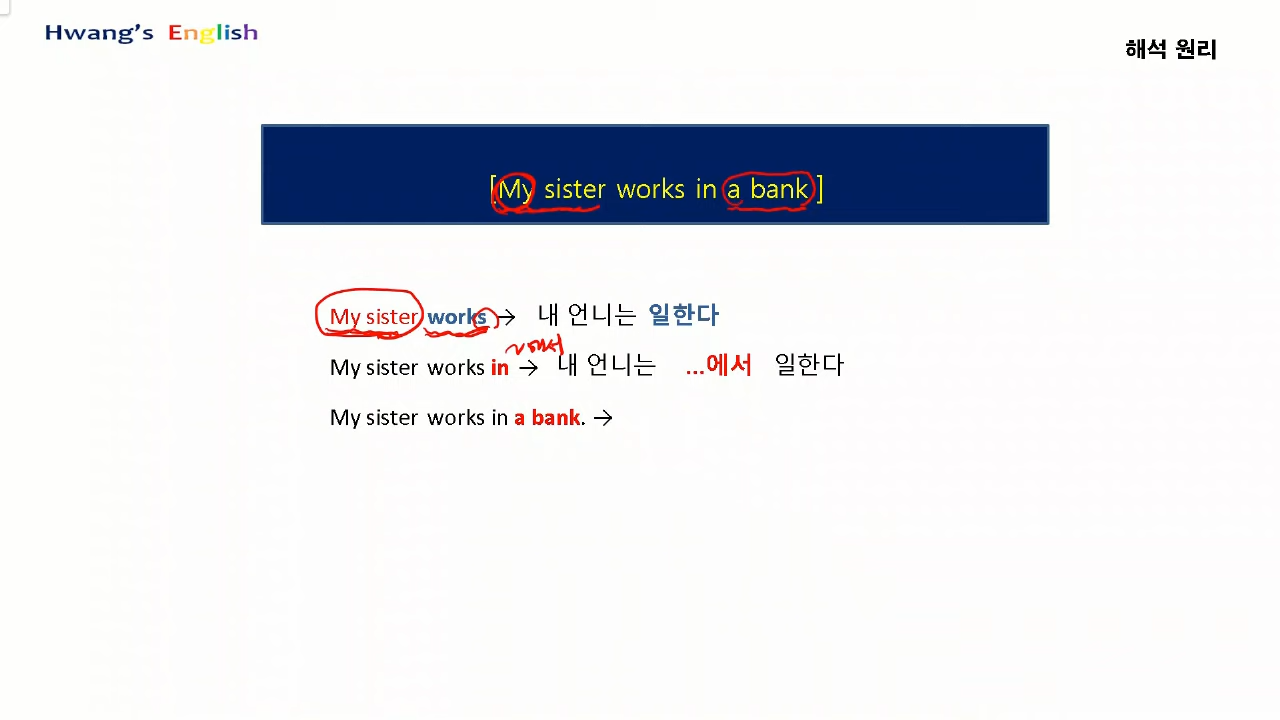 Hwang's English
해석 원리
[My sister works in a bank ]
My sister works → 내 언니는 일한다
~에서
My sister works in → 내 언니는 ...에서 일한다
My sister works in a bank. →